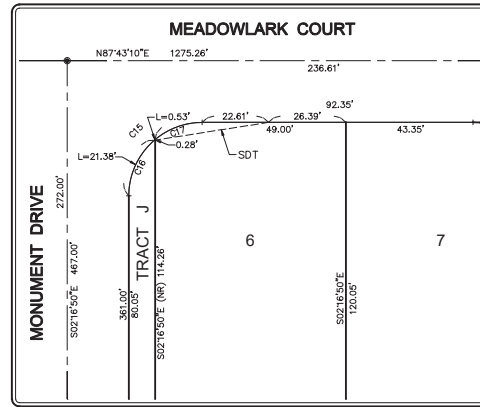 MEADOWLARK COURT
N87°43'10"E 1275.26'
236.61'
92.35'
L=0.53'
22.61'
26.39'
C15
C17
49.00'
43.35'
0.28'
SDT
L=21.38'
C16
272.00'
MONUMENT DRIVE
S02°16'50"E 467.00'
TRACT J
6
7
361.00'
80.05'
S02°16'50"E (NR) 114.26'
S02°16'50"E
120.05'